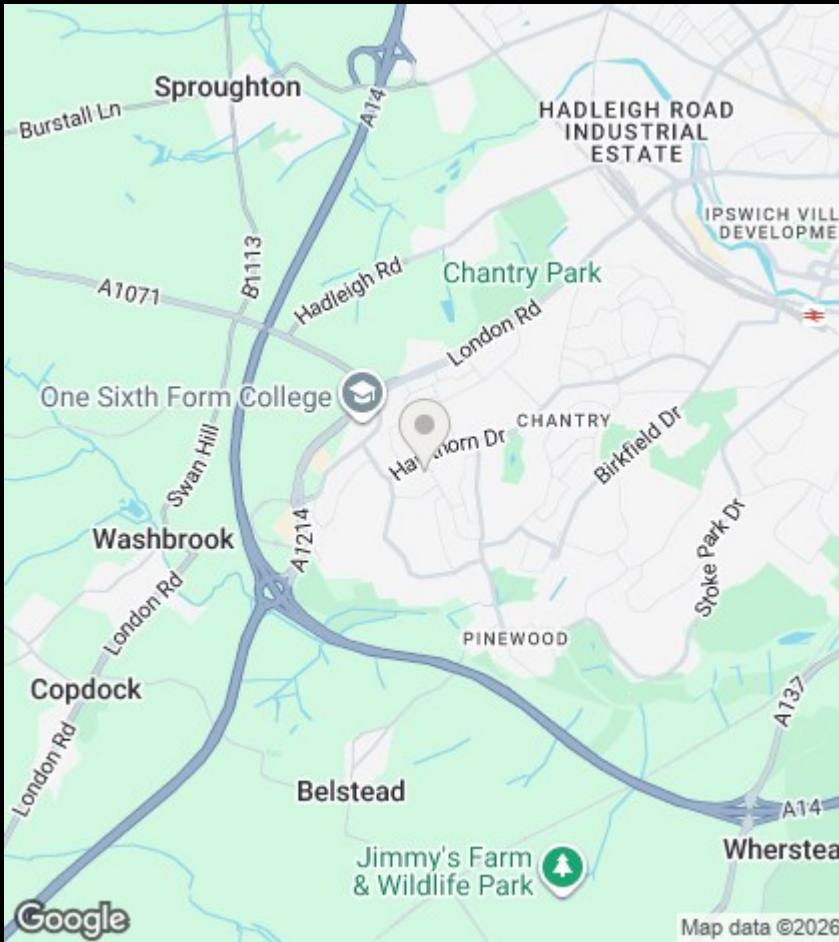 Sproughton
Burstall Ln
A14
HADLEIGH ROAD
INDUSTRIAL
ESTATE
IPSWICH VILL
DEVELOPME
B1113
Hadleigh Rd
Chantry Park
A1071
London Rd
One Sixth Form College
CHANTRY
Hawthorn Dr
Birkfield Dr
Swan Hill
A1214
Washbrook
Stoke Park Dr
London Rd
PINEWOOD
Copdock
A137
London Rd
Belstead
A14
Wherstea
Jimmy's Farm
& Wildlife Park
Google
Map data ©2026